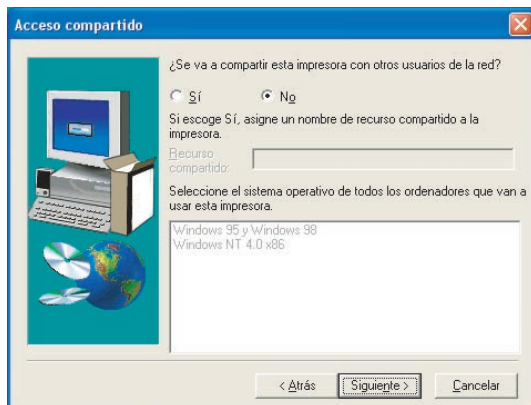 Acceso compartido
¿Se va a compartir esta impresora con otros usuarios de la red?
Sí
No
Si escoge Sí, asigne un nombre de recurso compartido a la
impresora.
Recurso
compartido:
Seleccione el sistema operativo de todos los ordenadores que van a
usar esta impresora.
Windows 95 y Windows 98
Windows NT 4.0 x86
< Atrás
Siguiente >
Cancelar